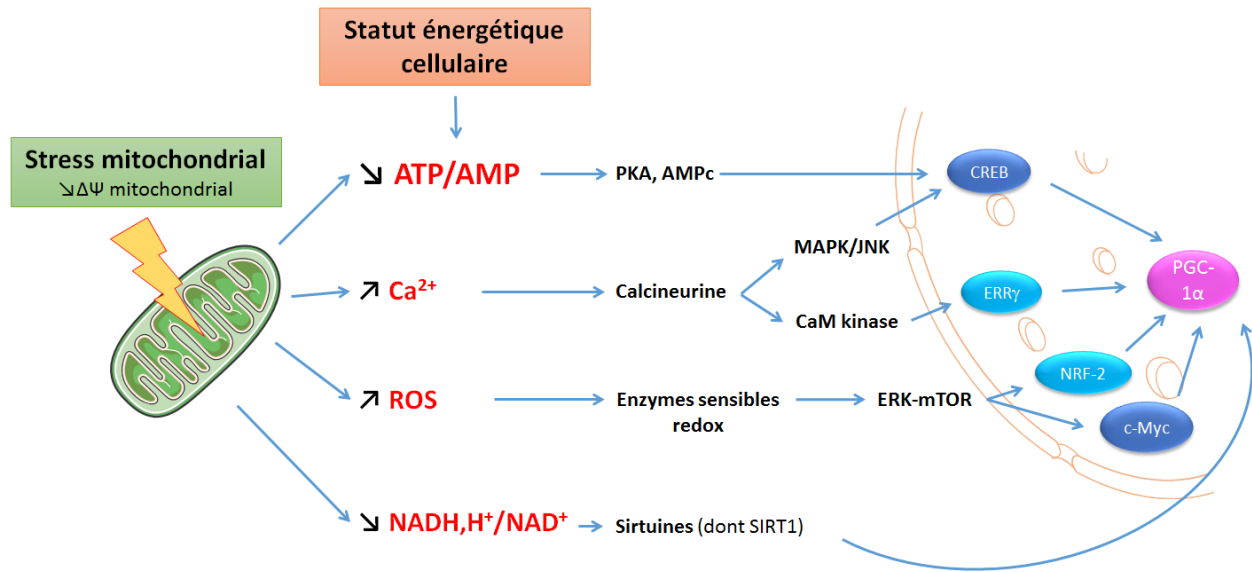 Statut énergétique
cellulaire
Stress mitochondrial
↘ΔΨ mitochondrial
↘ ATP/AMP
PKA, AMPc
CREB
MAPK/JNK
↗ Ca²⁺
Calcineurine
CaM kinase
ERRγ
PGC-
1α
NRF-2
↗ ROS
Enzymes sensibles
redox
ERK-mTOR
c-Myc
↘ NADH,H⁺/NAD⁺
Sirtuines (dont SIRT1)